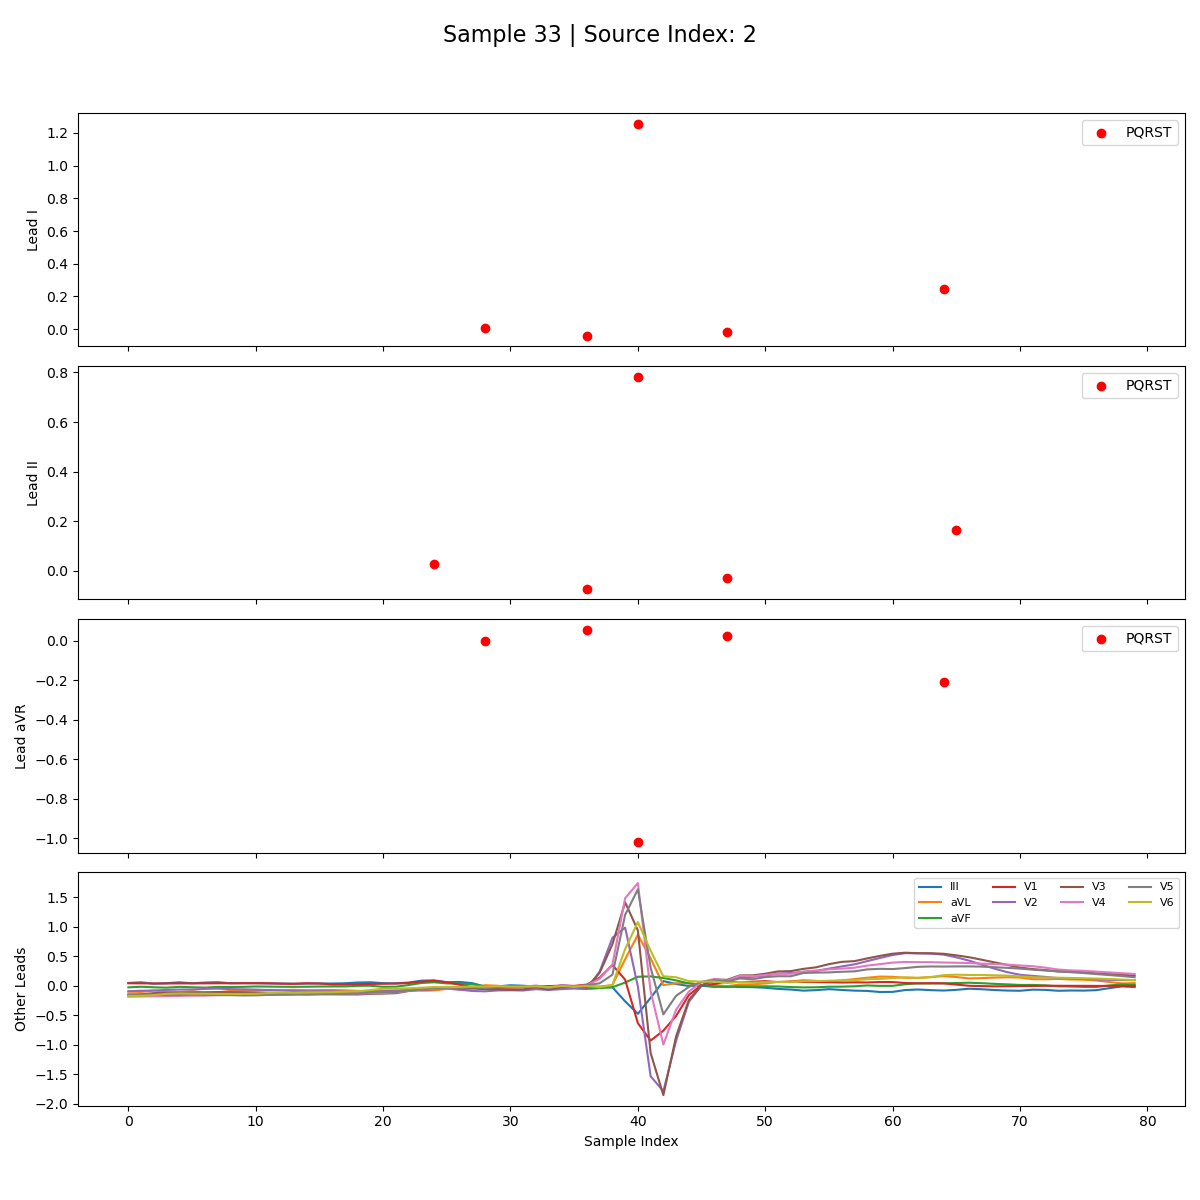 Sample 33 | Source Index: 2
1.2
1.0
0.8
0.6
0.4
0.2
0.0
Lead I
PQRST
0.8
0.6
0.4
0.2
0.0
Lead II
PQRST
0.0
−0.2
−0.4
−0.6
−0.8
−1.0
Lead aVR
PQRST
1.5
1.0
0.5
0.0
−0.5
−1.0
−1.5
−2.0
Other Leads
III V1 V3 V5
aVL V2 V4 V6
aVF
0 10 20 30 40 50 60 70 80
Sample Index